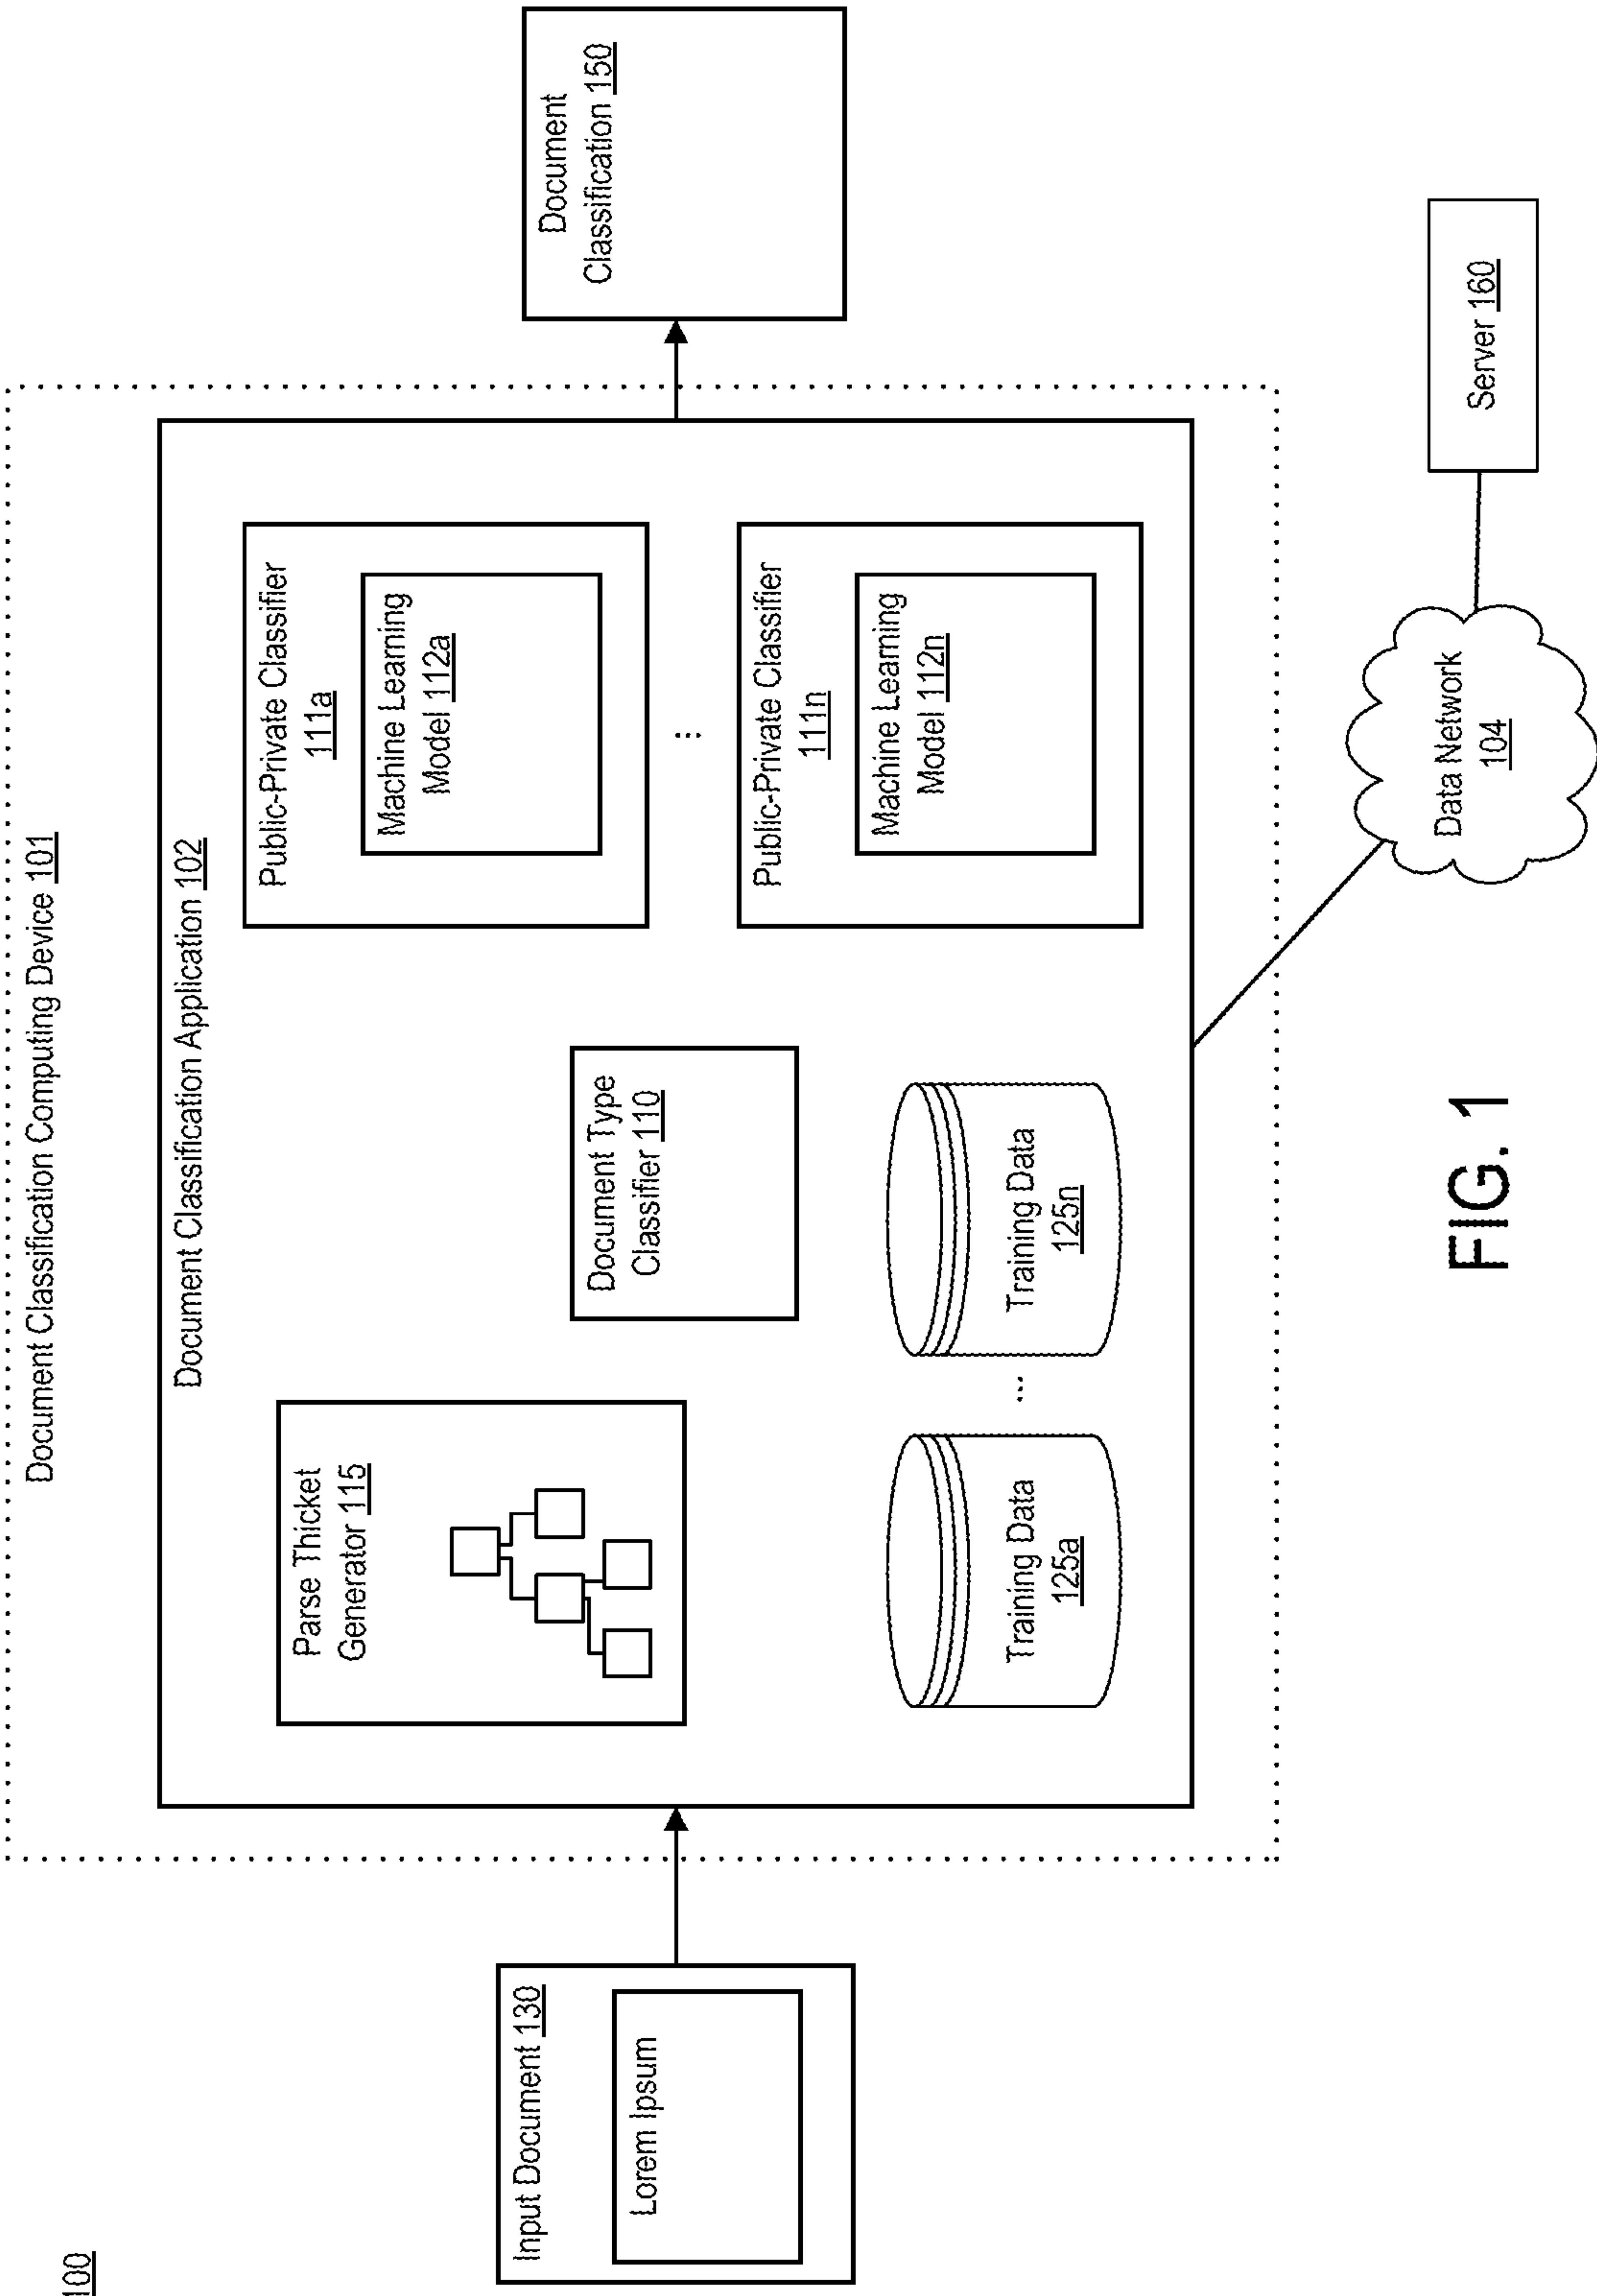 100
Document Classification Computing Device 101
Document Classification Application 102
Input Document 130
Lorem Ipsum
Parse Thicket
Generator 115
Document Type
Classifier 110
Training Data
125a
...
Training Data
125n
Public-Private Classifier
111a
Machine Learning
Model 112a
...
Public-Private Classifier
111n
Machine Learning
Model 112n
Document
Classification 150
Data Network
104
Server 160
FIG. 1